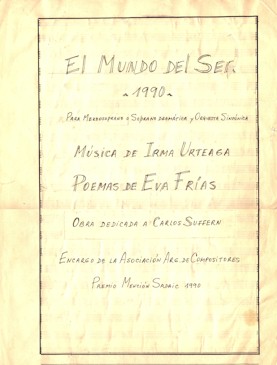 El Mundo del Ser
~ 1990 ~
Para Mezzosoprano o Soprano dramática y Orquesta Sinfónica
Música de Irma Urteaga
Poemas de Eva Frías
Obra dedicada a: Carlos Suffern
Encargo de la Asociación Arg. de Compositores
Premio Mención Sadaic 1990